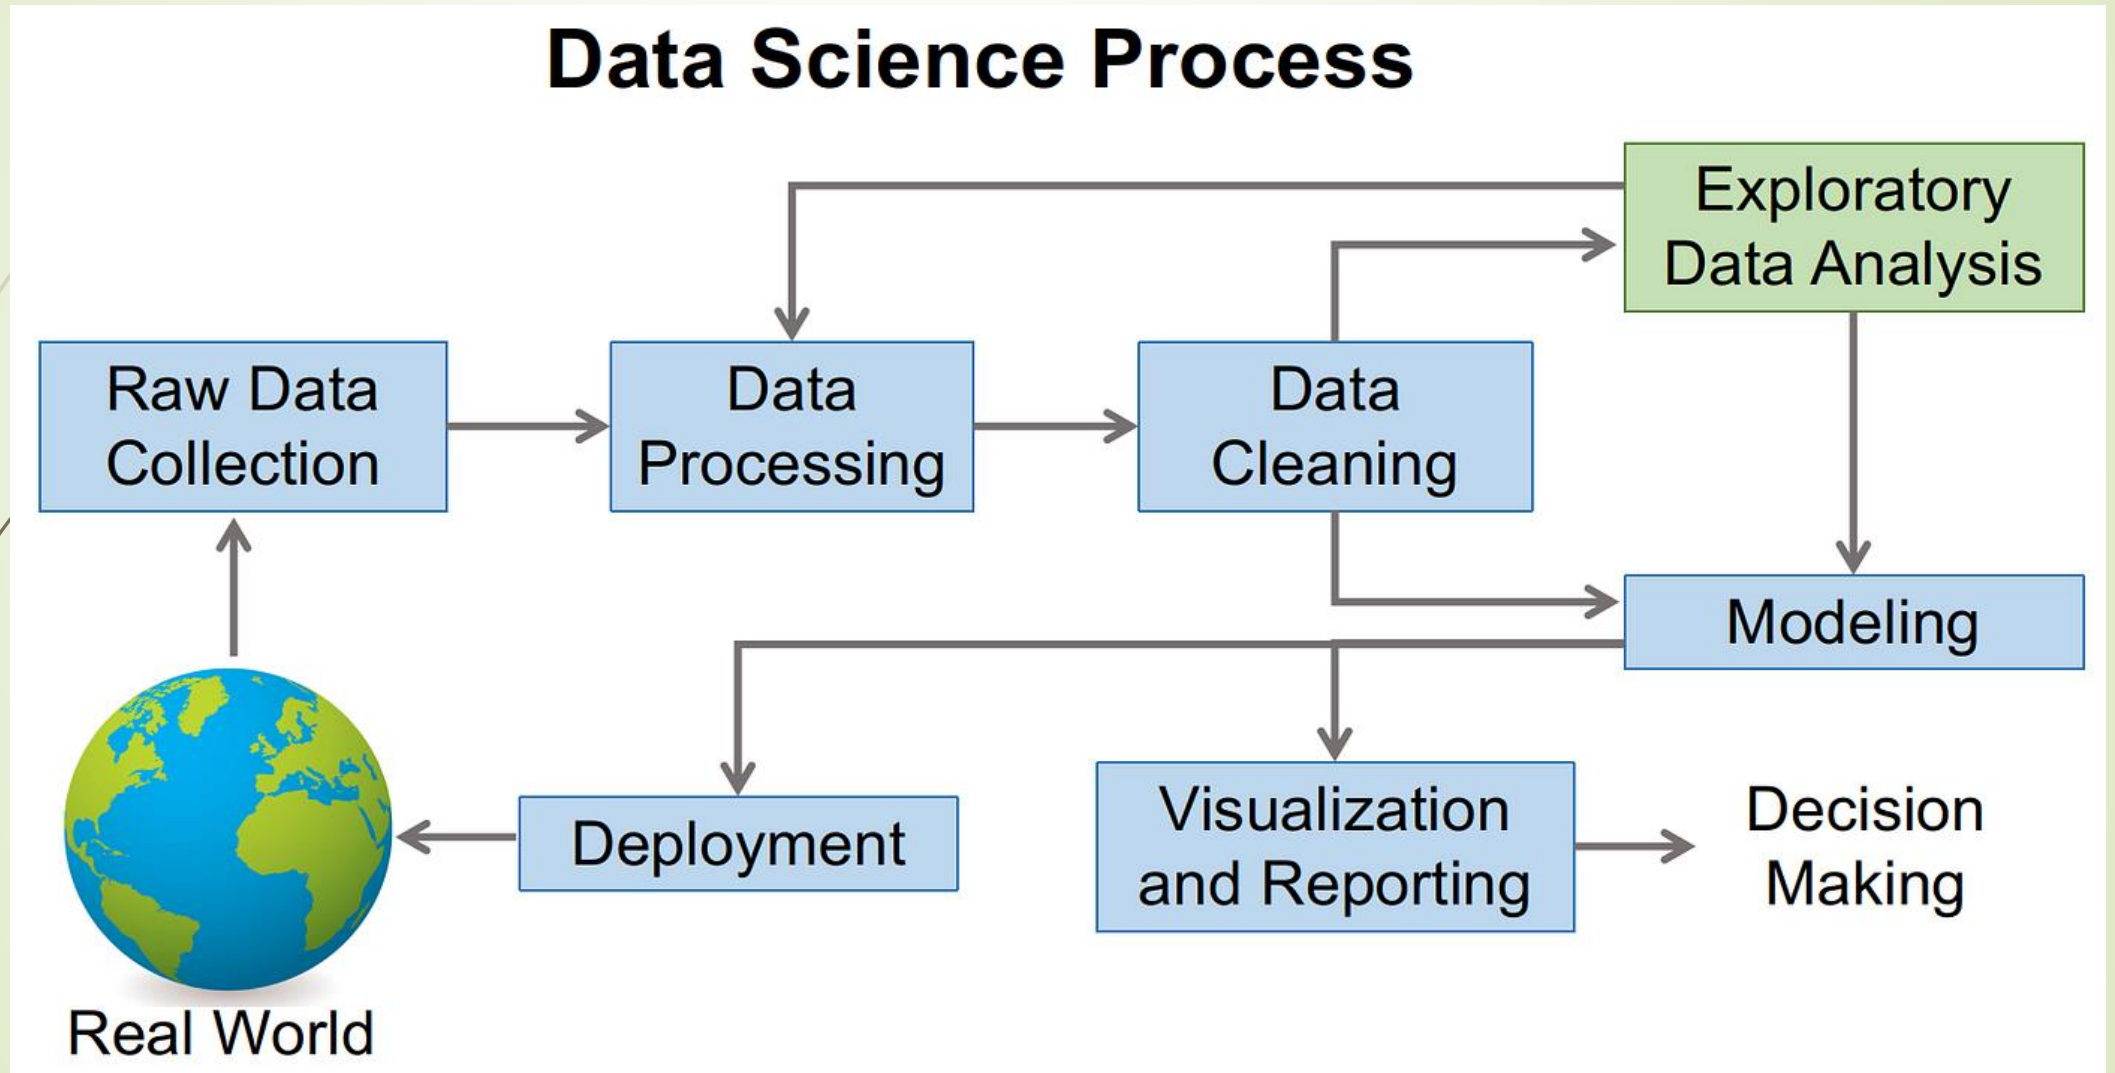 Data Science Process
Exploratory
Data Analysis
Raw Data
Collection
Data
Processing
Data
Cleaning
Modeling
Deployment
Visualization
and Reporting
Decision
Making
Real World